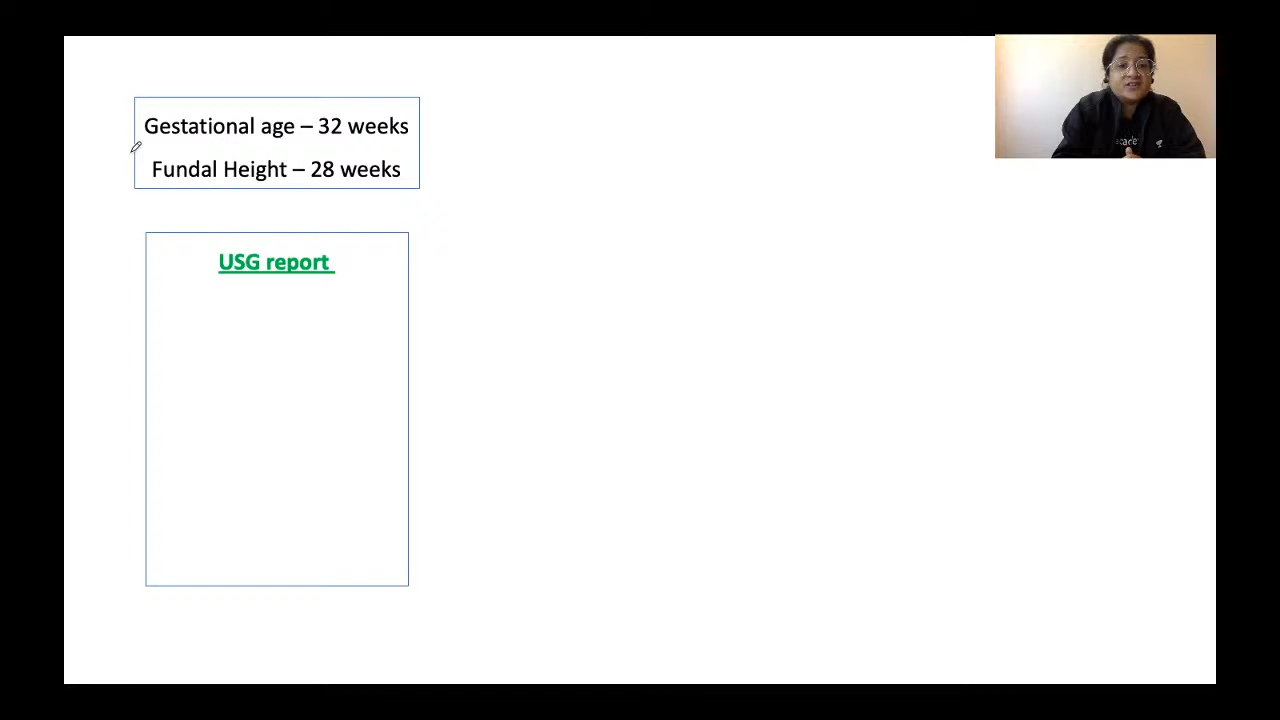 Gestational age – 32 weeks
Fundal Height – 28 weeks
USG report